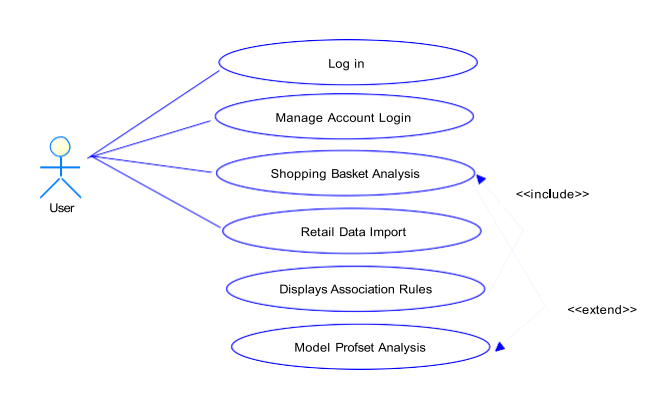 Log in
Manage Account Login
Shopping Basket Analysis
<<include>>
User
Retail Data Import
Displays Association Rules
<<extend>>
Model Profset Analysis